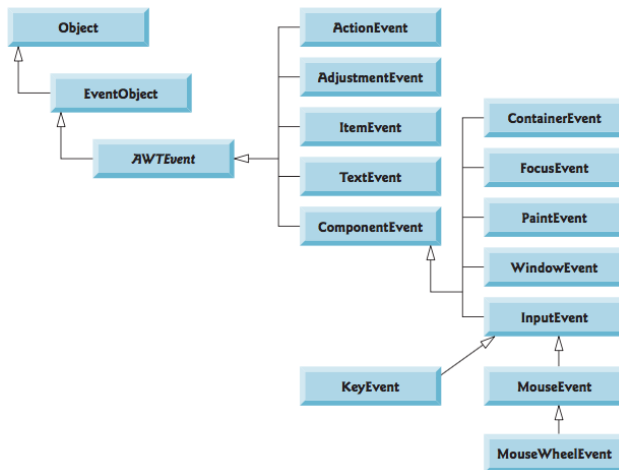 Object
ActionEvent
EventObject
AdjustmentEvent
ContainerEvent
ItemEvent
AWTEvent
FocusEvent
TextEvent
PaintEvent
ComponentEvent
WindowEvent
InputEvent
KeyEvent
MouseEvent
MouseWheelEvent